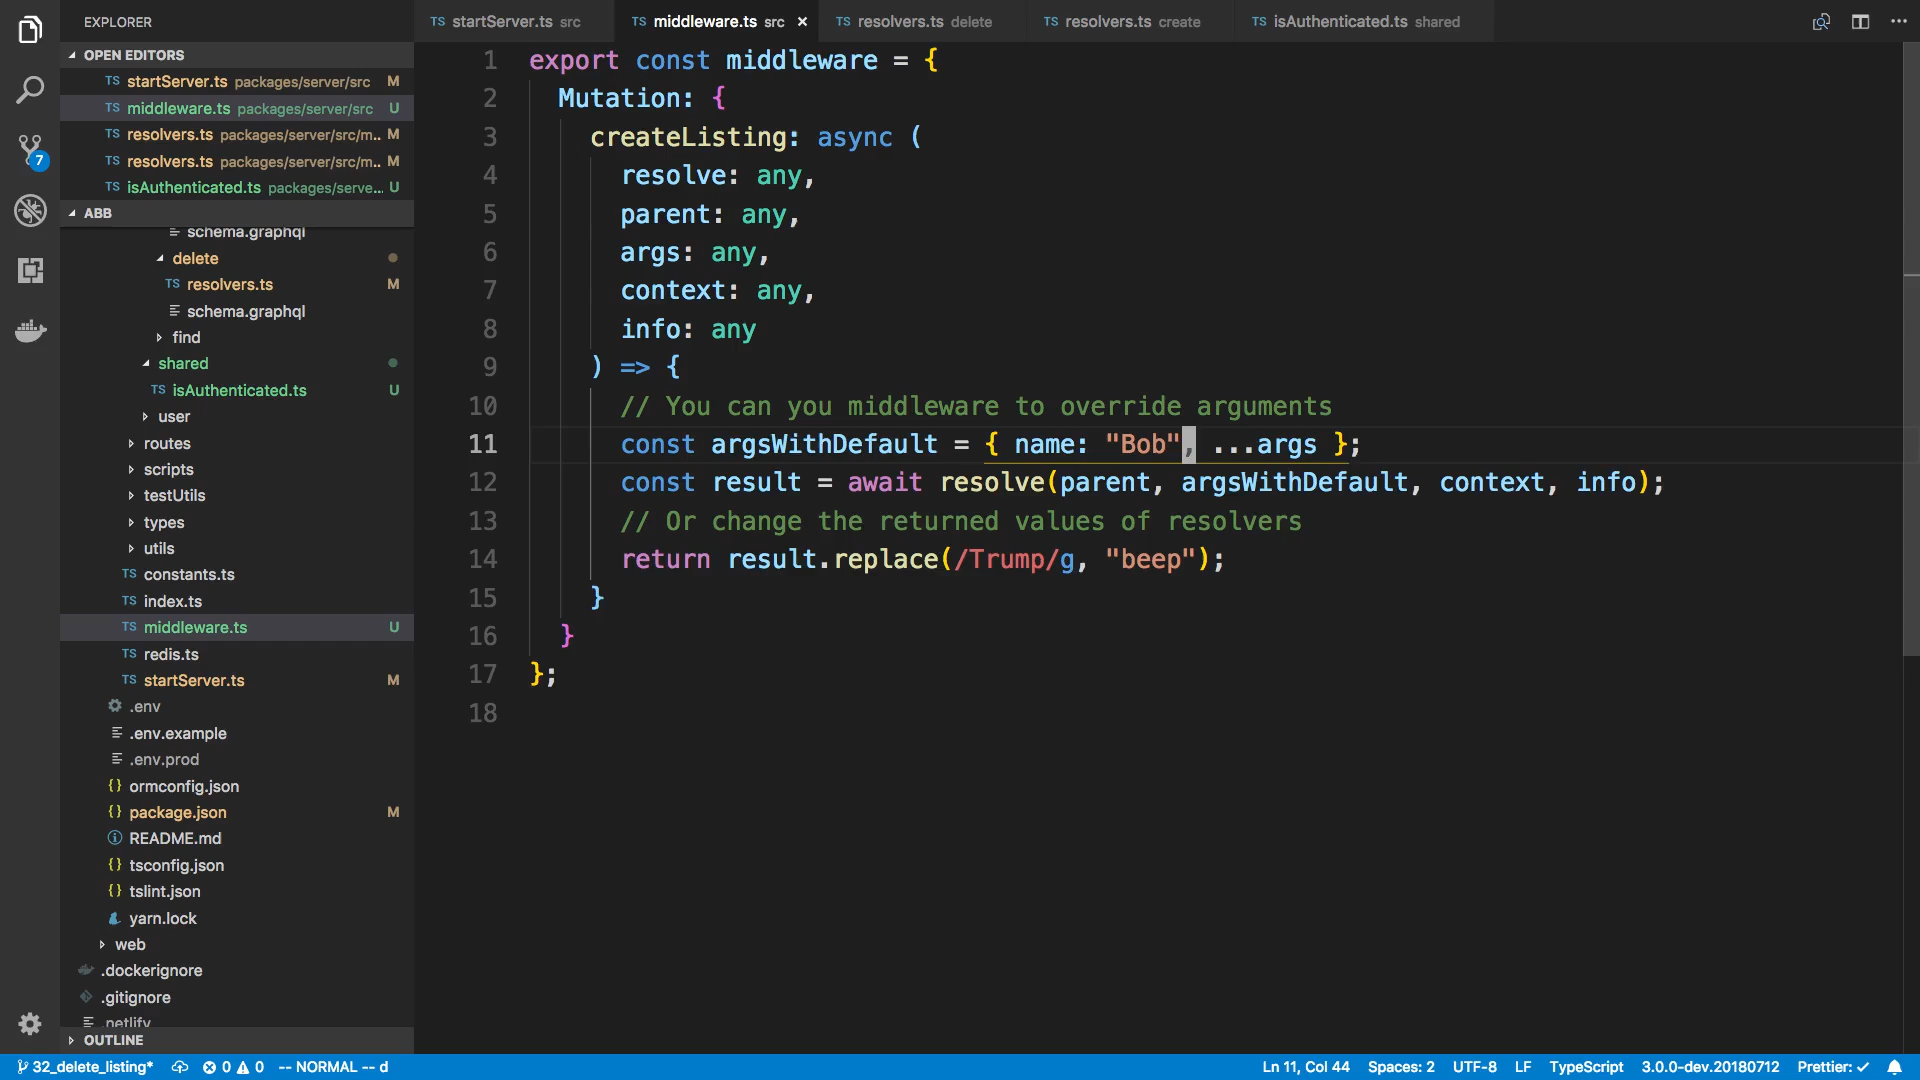 EXPLORER
OPEN EDITORS
TS startServer.ts packages/server/src M
TS middleware.ts packages/server/src U
TS resolvers.ts packages/server/src/m... M
TS resolvers.ts packages/server/src/m... M
TS isAuthenticated.ts packages/serve... U
ABB
schema.graphql
delete
TS resolvers.ts M
schema.graphql
find
shared
TS isAuthenticated.ts U
user
routes
scripts
testUtils
types
utils
TS constants.ts
TS index.ts
TS middleware.ts U
TS redis.ts
TS startServer.ts M
.env
.env.example
.env.prod
{} ormconfig.json
{} package.json M
README.md
{} tsconfig.json
{} tslint.json
yarn.lock
web
.dockerignore
.gitignore
.netlify
OUTLINE
7
TS startServer.ts src
TS middleware.ts src ×
TS resolvers.ts delete
TS resolvers.ts create
TS isAuthenticated.ts shared
1 export const middleware = {
2 Mutation: {
3 createListing: async (
4 resolve: any,
5 parent: any,
6 args: any,
7 context: any,
8 info: any
9 ) => {
10 // You can you middleware to override arguments
11 const argsWithDefault = { name: "Bob", ...args };
12 const result = await resolve(parent, argsWithDefault, context, info);
13 // Or change the returned values of resolvers
14 return result.replace(/Trump/g, "beep");
15 }
16 }
17 };
18
32_delete_listing* 0 0 -- NORMAL -- d
Ln 11, Col 44 Spaces: 2 UTF-8 LF TypeScript 3.0.0-dev.20180712 Prettier: ✓